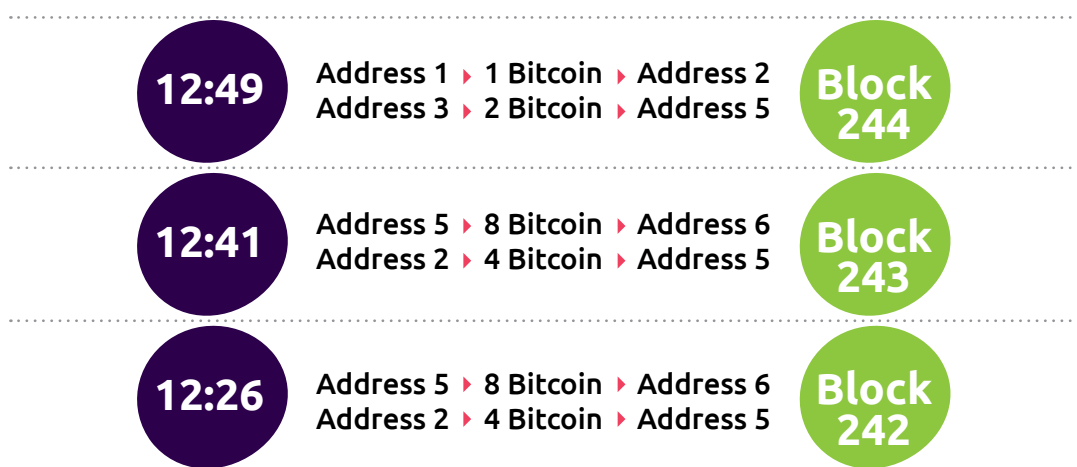 12:49
Address 1 ▸ 1 Bitcoin ▸ Address 2
Address 3 ▸ 2 Bitcoin ▸ Address 5
Block
244
12:41
Address 5 ▸ 8 Bitcoin ▸ Address 6
Address 2 ▸ 4 Bitcoin ▸ Address 5
Block
243
12:26
Address 5 ▸ 8 Bitcoin ▸ Address 6
Address 2 ▸ 4 Bitcoin ▸ Address 5
Block
242